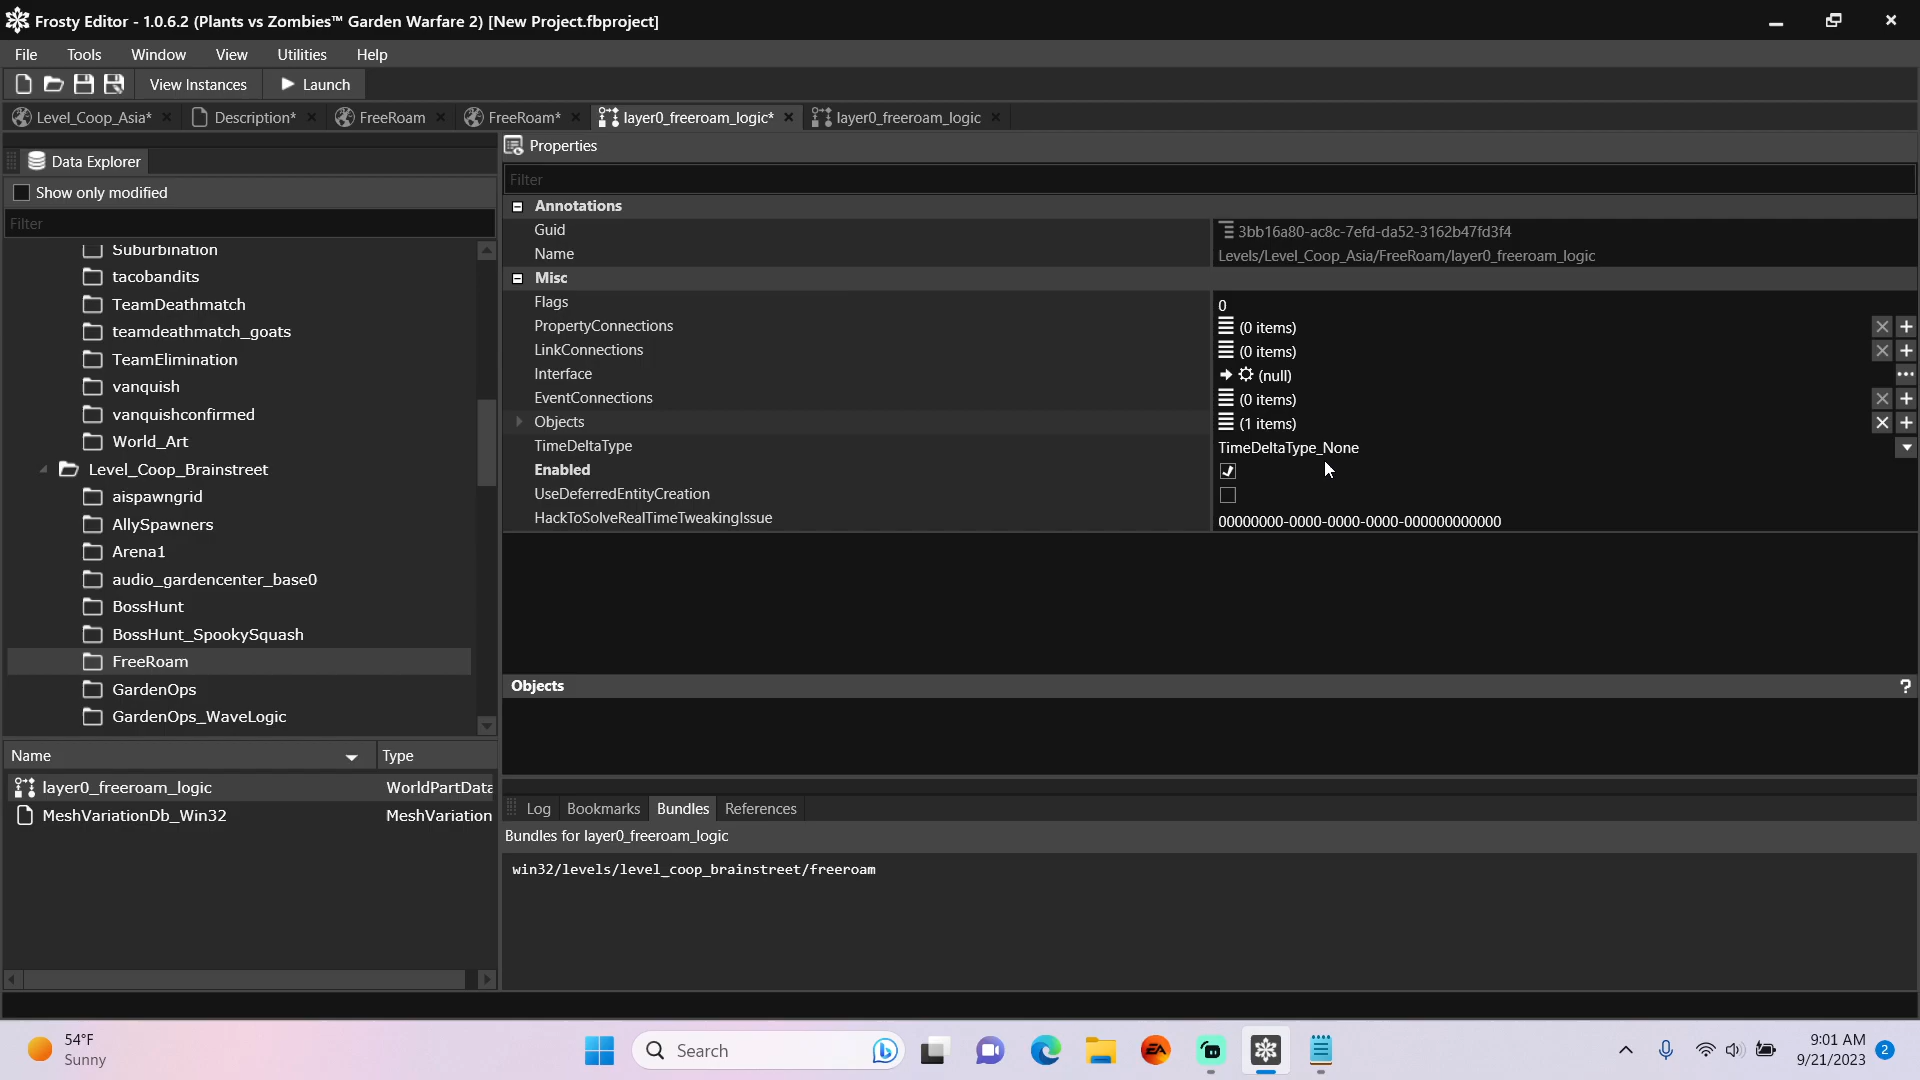 Frosty Editor - 1.0.6.2 (Plants vs Zombies™ Garden Warfare 2) [New Project.fbproject]
File Tools Window View Utilities Help
View Instances Launch
Level_Coop_Asia* Description* FreeRoam FreeRoam* layer0_freeroam_logic* layer0_freeroam_logic
Data Explorer
Show only modified
Filter
Suburbination
tacobandits
TeamDeathmatch
teamdeathmatch_goats
TeamElimination
vanquish
vanquishconfirmed
World_Art
Level_Coop_Brainstreet
aispawngrid
AllySpawners
Arena1
audio_gardencenter_base0
BossHunt
BossHunt_SpookySquash
FreeRoam
GardenOps
GardenOps_WaveLogic
Name Type
layer0_freeroam_logic WorldPartData
MeshVariationDb_Win32 MeshVariation
Properties
Filter
Annotations
Guid 3bb16a80-ac8c-7efd-da52-3162b47fd3f4
Name Levels/Level_Coop_Asia/FreeRoam/layer0_freeroam_logic
Misc
Flags 0
PropertyConnections (0 items)
LinkConnections (0 items)
Interface (null)
EventConnections (0 items)
Objects (1 items)
TimeDeltaType TimeDeltaType_None
Enabled
UseDeferredEntityCreation
HackToSolveRealTimeTweakingIssue 00000000-0000-0000-0000-000000000000
Objects ?
Log Bookmarks Bundles References
Bundles for layer0_freeroam_logic
win32/levels/level_coop_brainstreet/freeroam
54°F
Sunny
Search
EA
9:01 AM
9/21/2023
2